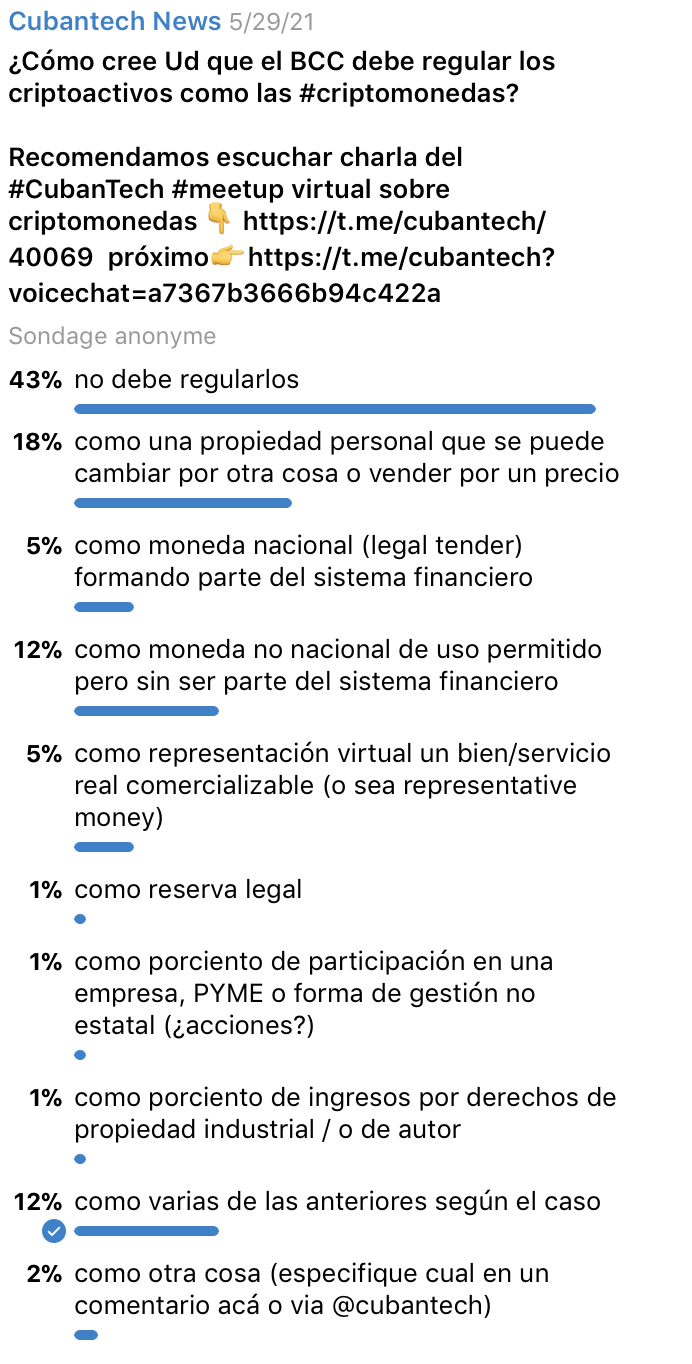 Cubantech News 5/29/21
¿Cómo cree Ud que el BCC debe regular los
criptoactivos como las #criptomonedas?
Recomendamos escuchar charla del
#CubanTech #meetup virtual sobre
criptomonedas 👇 https://t.me/cubantech/
40069 próximo👉https://t.me/cubantech?
voicechat=a7367b3666b94c422a
Sondage anonyme
43% no debe regularlos
18% como una propiedad personal que se puede
cambiar por otra cosa o vender por un precio
5% como moneda nacional (legal tender)
formando parte del sistema financiero
12% como moneda no nacional de uso permitido
pero sin ser parte del sistema financiero
5% como representación virtual un bien/servicio
real comercializable (o sea representative
money)
1% como reserva legal
1% como porciento de participación en una
empresa, PYME o forma de gestión no
estatal (¿acciones?)
1% como porciento de ingresos por derechos de
propiedad industrial / o de autor
12% como varias de las anteriores según el caso
2% como otra cosa (especifique cual en un
comentario acá o via @cubantech)